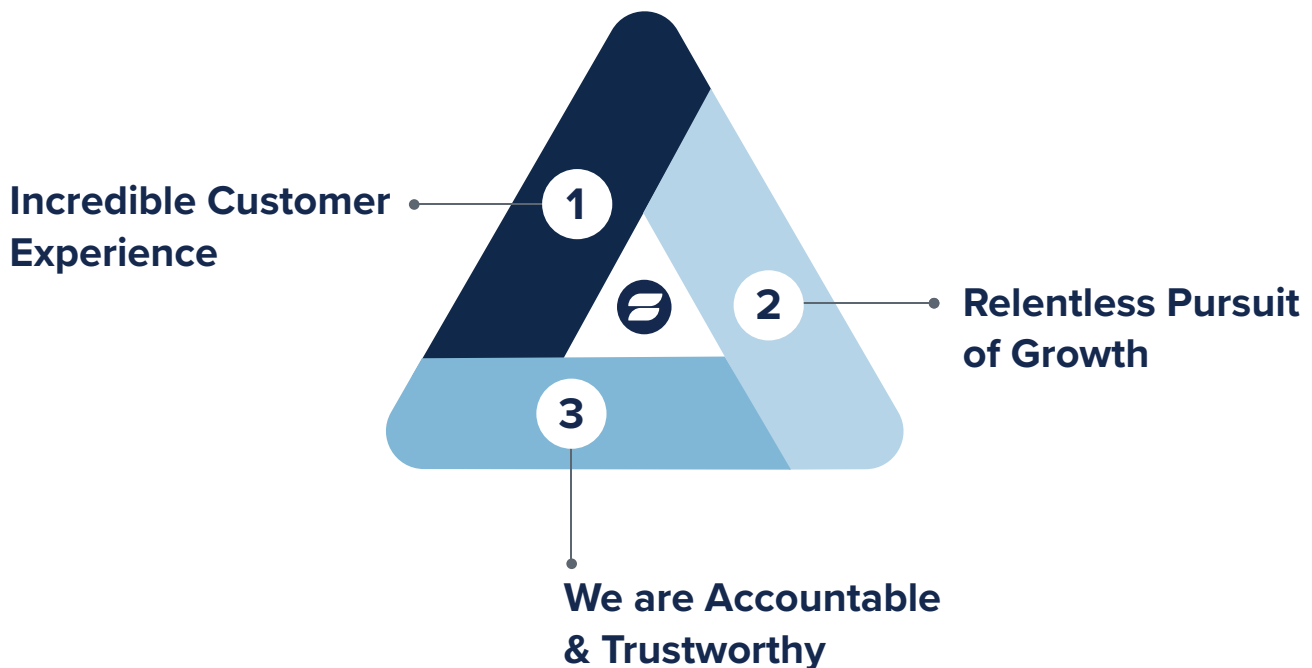 1
Incredible Customer
Experience
2
Relentless Pursuit
of Growth
3
We are Accountable
& Trustworthy